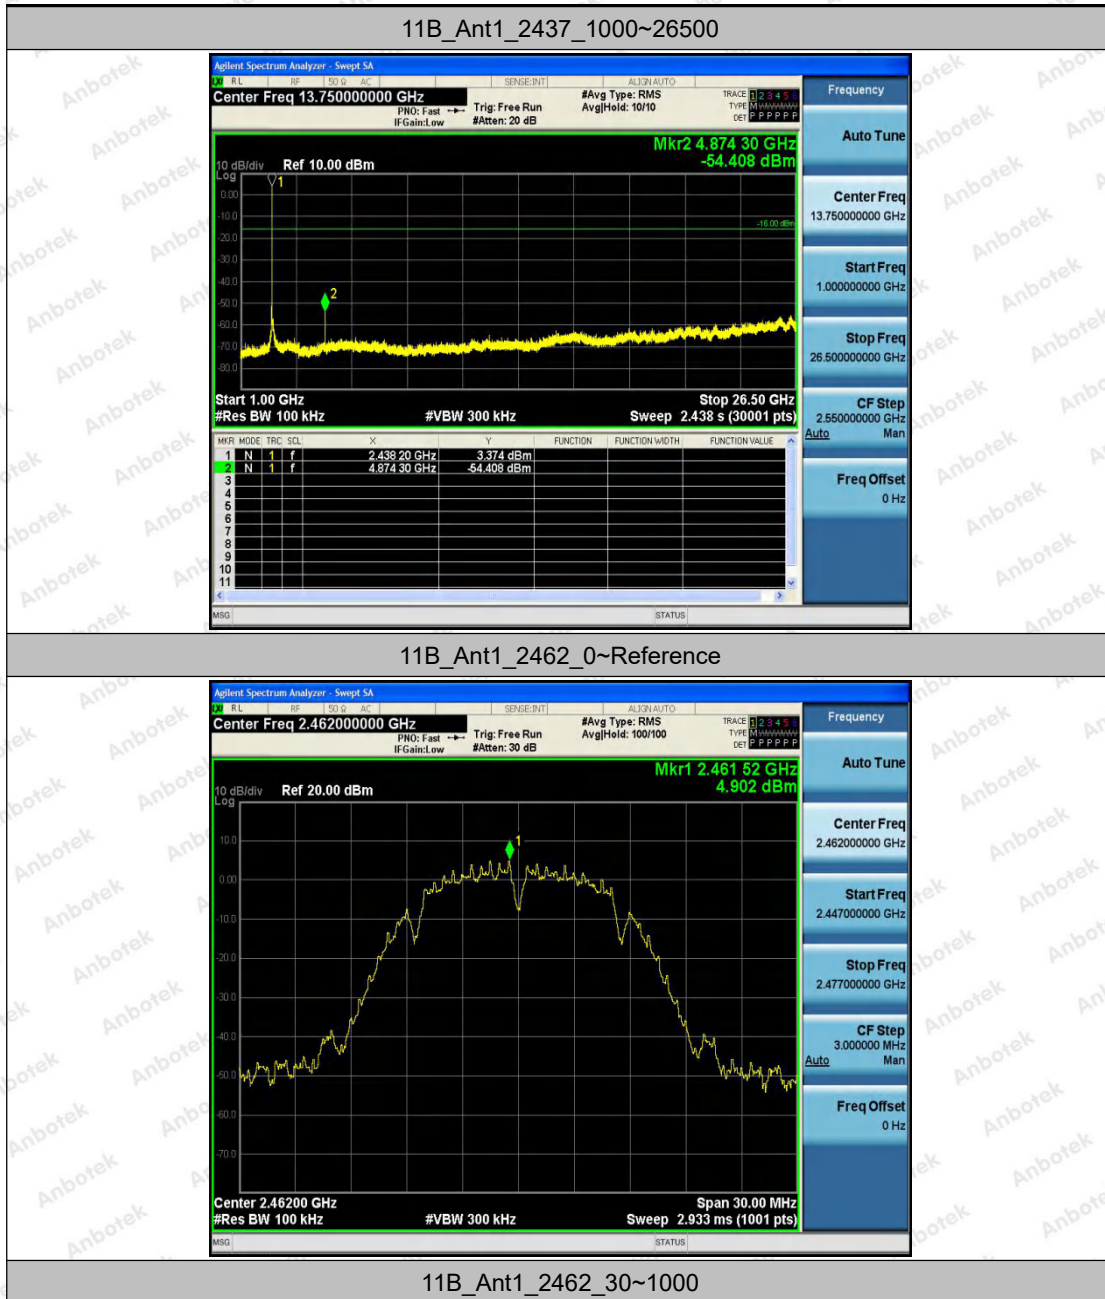 11B_Ant1_2437_1000~26500
Agilent Spectrum Analyzer - Swept SA
RL RF 50 Ω AC SENSE:INT ALIGN AUTO
Center Freq 13.750000000 GHz
PNO: Fast
IFGain:Low
Trig: Free Run
#Atten: 20 dB
#Avg Type: RMS
Avg|Hold: 10/10
TRACE 1 2 3 4 5 6
TYPE M
DET P P P P P P
Mkr2 4.874 30 GHz
-54.408 dBm
10 dB/div Ref 10.00 dBm
Log
1
0.00
-10.0
-16.00 dBm
-20.0
-30.0
-40.0
2
-50.0
-60.0
-70.0
-80.0
Start 1.00 GHz Stop 26.50 GHz
#Res BW 100 kHz #VBW 300 kHz Sweep 2.438 s (30001 pts)
MKR MODE TRC SCL X Y FUNCTION FUNCTION WIDTH FUNCTION VALUE
1 N 1 f 2.438 20 GHz 3.374 dBm
2 N 1 f 4.874 30 GHz -54.408 dBm
3
4
5
6
7
8
9
10
11
MSG STATUS
Frequency
Auto Tune
Center Freq
13.750000000 GHz
Start Freq
1.000000000 GHz
Stop Freq
26.500000000 GHz
CF Step
2.550000000 GHz
Auto Man
Freq Offset
0 Hz
11B_Ant1_2462_0~Reference
Agilent Spectrum Analyzer - Swept SA
RL RF 50 Ω AC SENSE:INT ALIGN AUTO
Center Freq 2.462000000 GHz
PNO: Fast
IFGain:Low
Trig: Free Run
#Atten: 30 dB
#Avg Type: RMS
Avg|Hold: 100/100
TRACE 1 2 3 4 5 6
TYPE M
DET P P P P P P
Mkr1 2.461 52 GHz
4.902 dBm
10 dB/div Ref 20.00 dBm
Log
10.0
1
0.00
-10.0
-20.0
-30.0
-40.0
-50.0
-60.0
-70.0
Center 2.46200 GHz Span 30.00 MHz
#Res BW 100 kHz #VBW 300 kHz Sweep 2.933 ms (1001 pts)
MSG STATUS
Frequency
Auto Tune
Center Freq
2.462000000 GHz
Start Freq
2.447000000 GHz
Stop Freq
2.477000000 GHz
CF Step
3.000000 MHz
Auto Man
Freq Offset
0 Hz
11B_Ant1_2462_30~1000